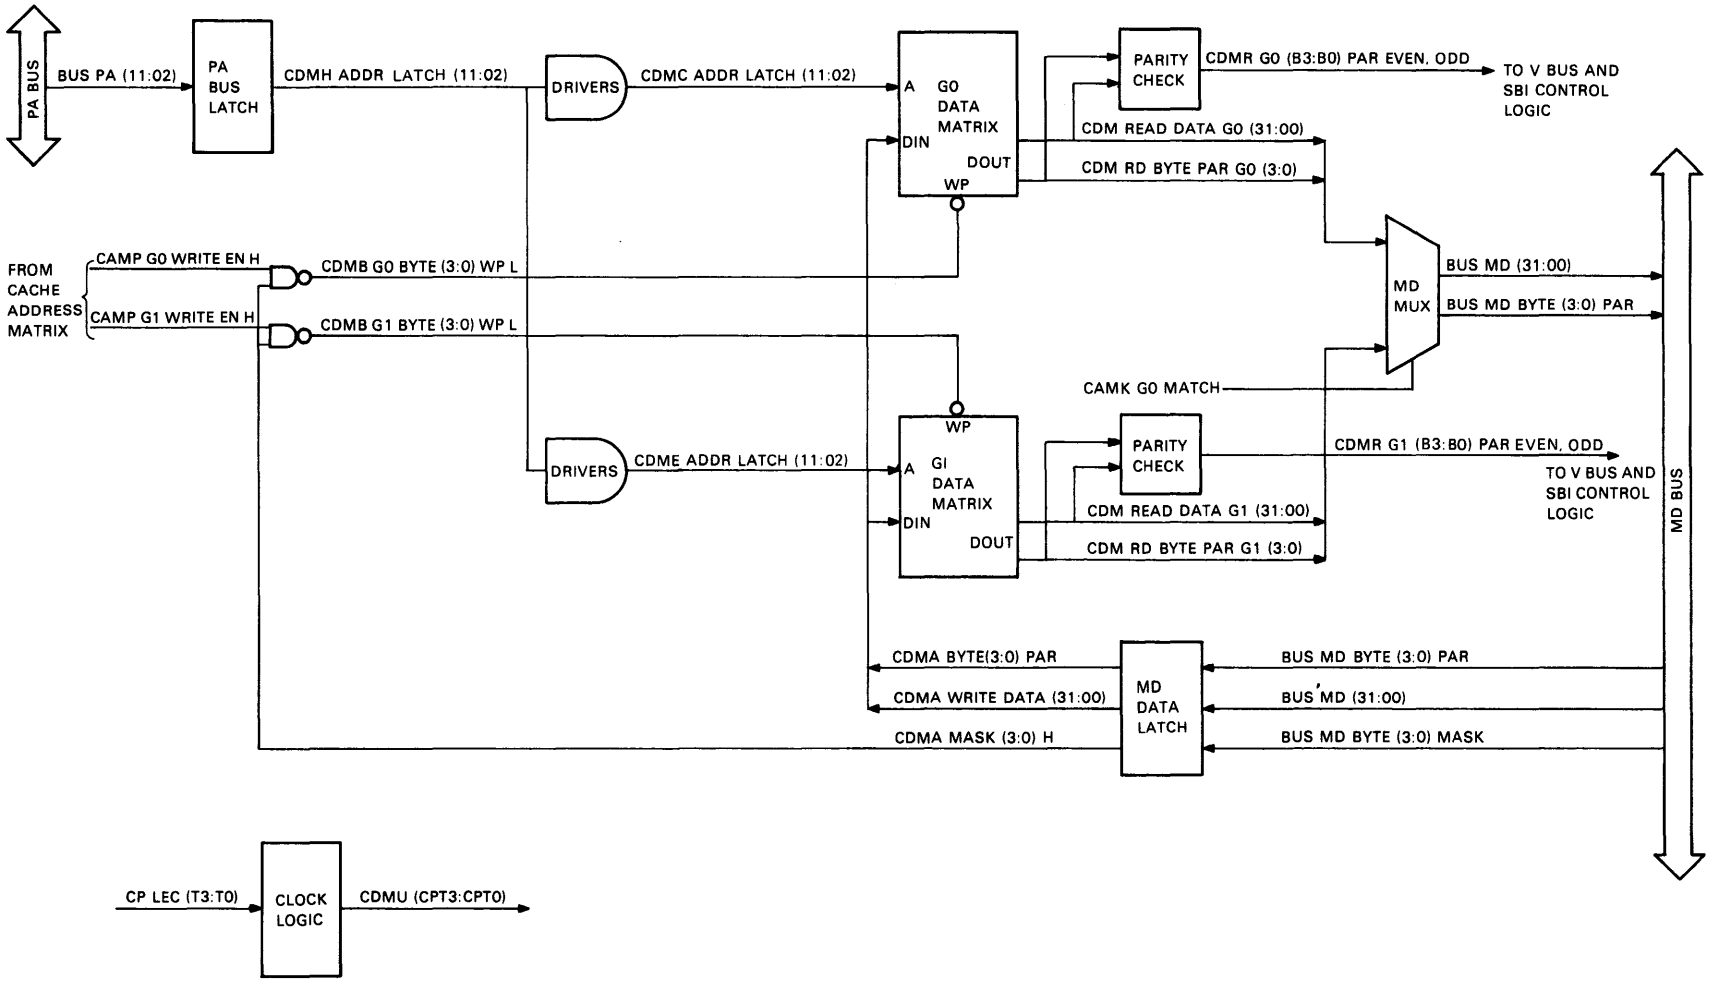 PA BUS
BUS PA (11:02)
PA
BUS
LATCH
CDMH ADDR LATCH (11:02)
DRIVERS
CDMC ADDR LATCH (11:02)
A
G0
DATA
MATRIX
DIN
DOUT
WP
PARITY
CHECK
CDMR G0 (B3:B0) PAR EVEN, ODD
TO V BUS AND
SBI CONTROL
LOGIC
CDM READ DATA G0 (31:00)
CDM RD BYTE PAR G0 (3:0)
FROM
CACHE
ADDRESS
MATRIX
CAMP G0 WRITE EN H
CDMB G0 BYTE (3:0) WP L
CAMP G1 WRITE EN H
CDMB G1 BYTE (3:0) WP L
MD
MUX
BUS MD (31:00)
BUS MD BYTE (3:0) PAR
CAMK G0 MATCH
DRIVERS
CDME ADDR LATCH (11:02)
WP
A
GI
DATA
MATRIX
DIN
DOUT
PARITY
CHECK
CDMR G1 (B3:B0) PAR EVEN, ODD
TO V BUS AND
SBI CONTROL
LOGIC
CDM READ DATA G1 (31:00)
CDM RD BYTE PAR G1 (3:0)
MD BUS
CDMA BYTE(3:0) PAR
CDMA WRITE DATA (31:00)
CDMA MASK (3:0) H
MD
DATA
LATCH
BUS MD BYTE (3:0) PAR
BUS MD (31:00)
BUS MD BYTE (3:0) MASK
CP LEC (T3:T0)
CLOCK
LOGIC
CDMU (CPT3:CPT0)